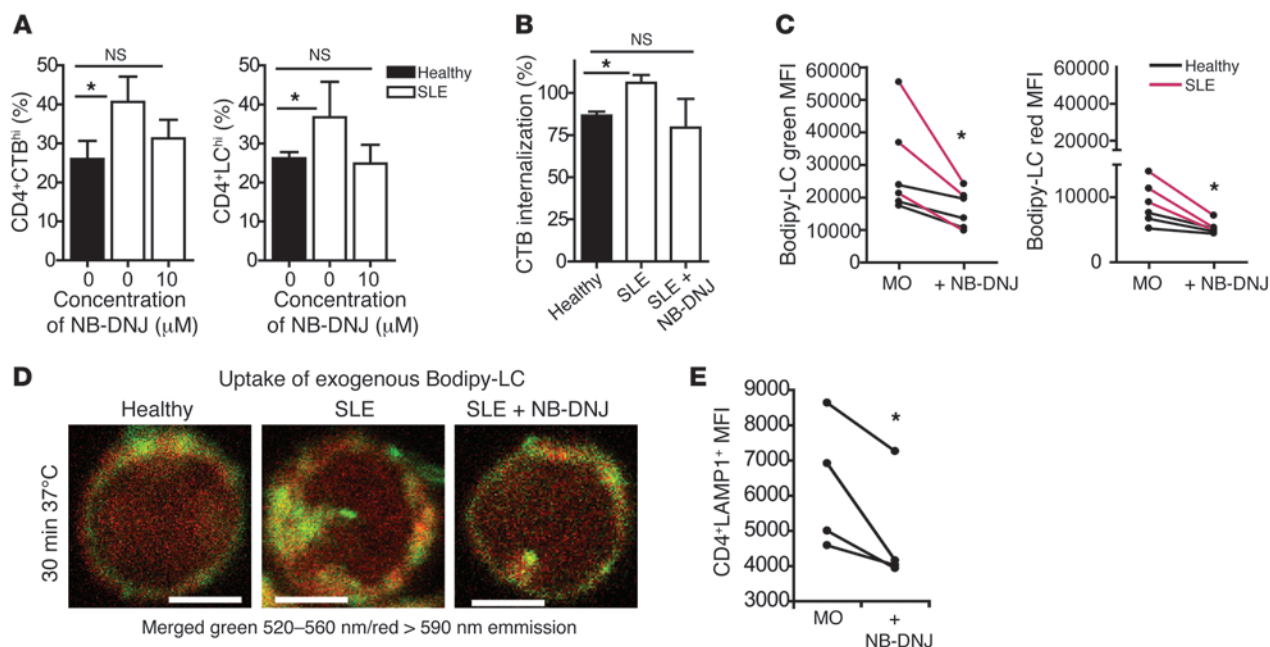 A
NS
*
CD4+CTBhi (%)
50
40
30
20
10
0
0 0 10
Concentration
of NB-DNJ (μM)
NS
*
CD4+LChi (%)
50
40
30
20
10
0
0 0 10
Concentration
of NB-DNJ (μM)
Healthy
SLE
B
NS
*
CTB internalization (%)
100
75
50
25
0
Healthy
SLE
SLE +
NB-DNJ
C
Bodipy-LC green MFI
60000
50000
40000
30000
20000
10000
0
*
MO + NB-DNJ
Bodipy-LC red MFI
60000
40000
20000
10000
0
*
MO + NB-DNJ
Healthy
SLE
D
Uptake of exogenous Bodipy-LC
Healthy SLE SLE + NB-DNJ
30 min 37°C
Merged green 520–560 nm/red > 590 nm emmission
E
CD4+LAMP1+ MFI
9000
8000
7000
6000
5000
4000
3000
*
MO +
NB-DNJ